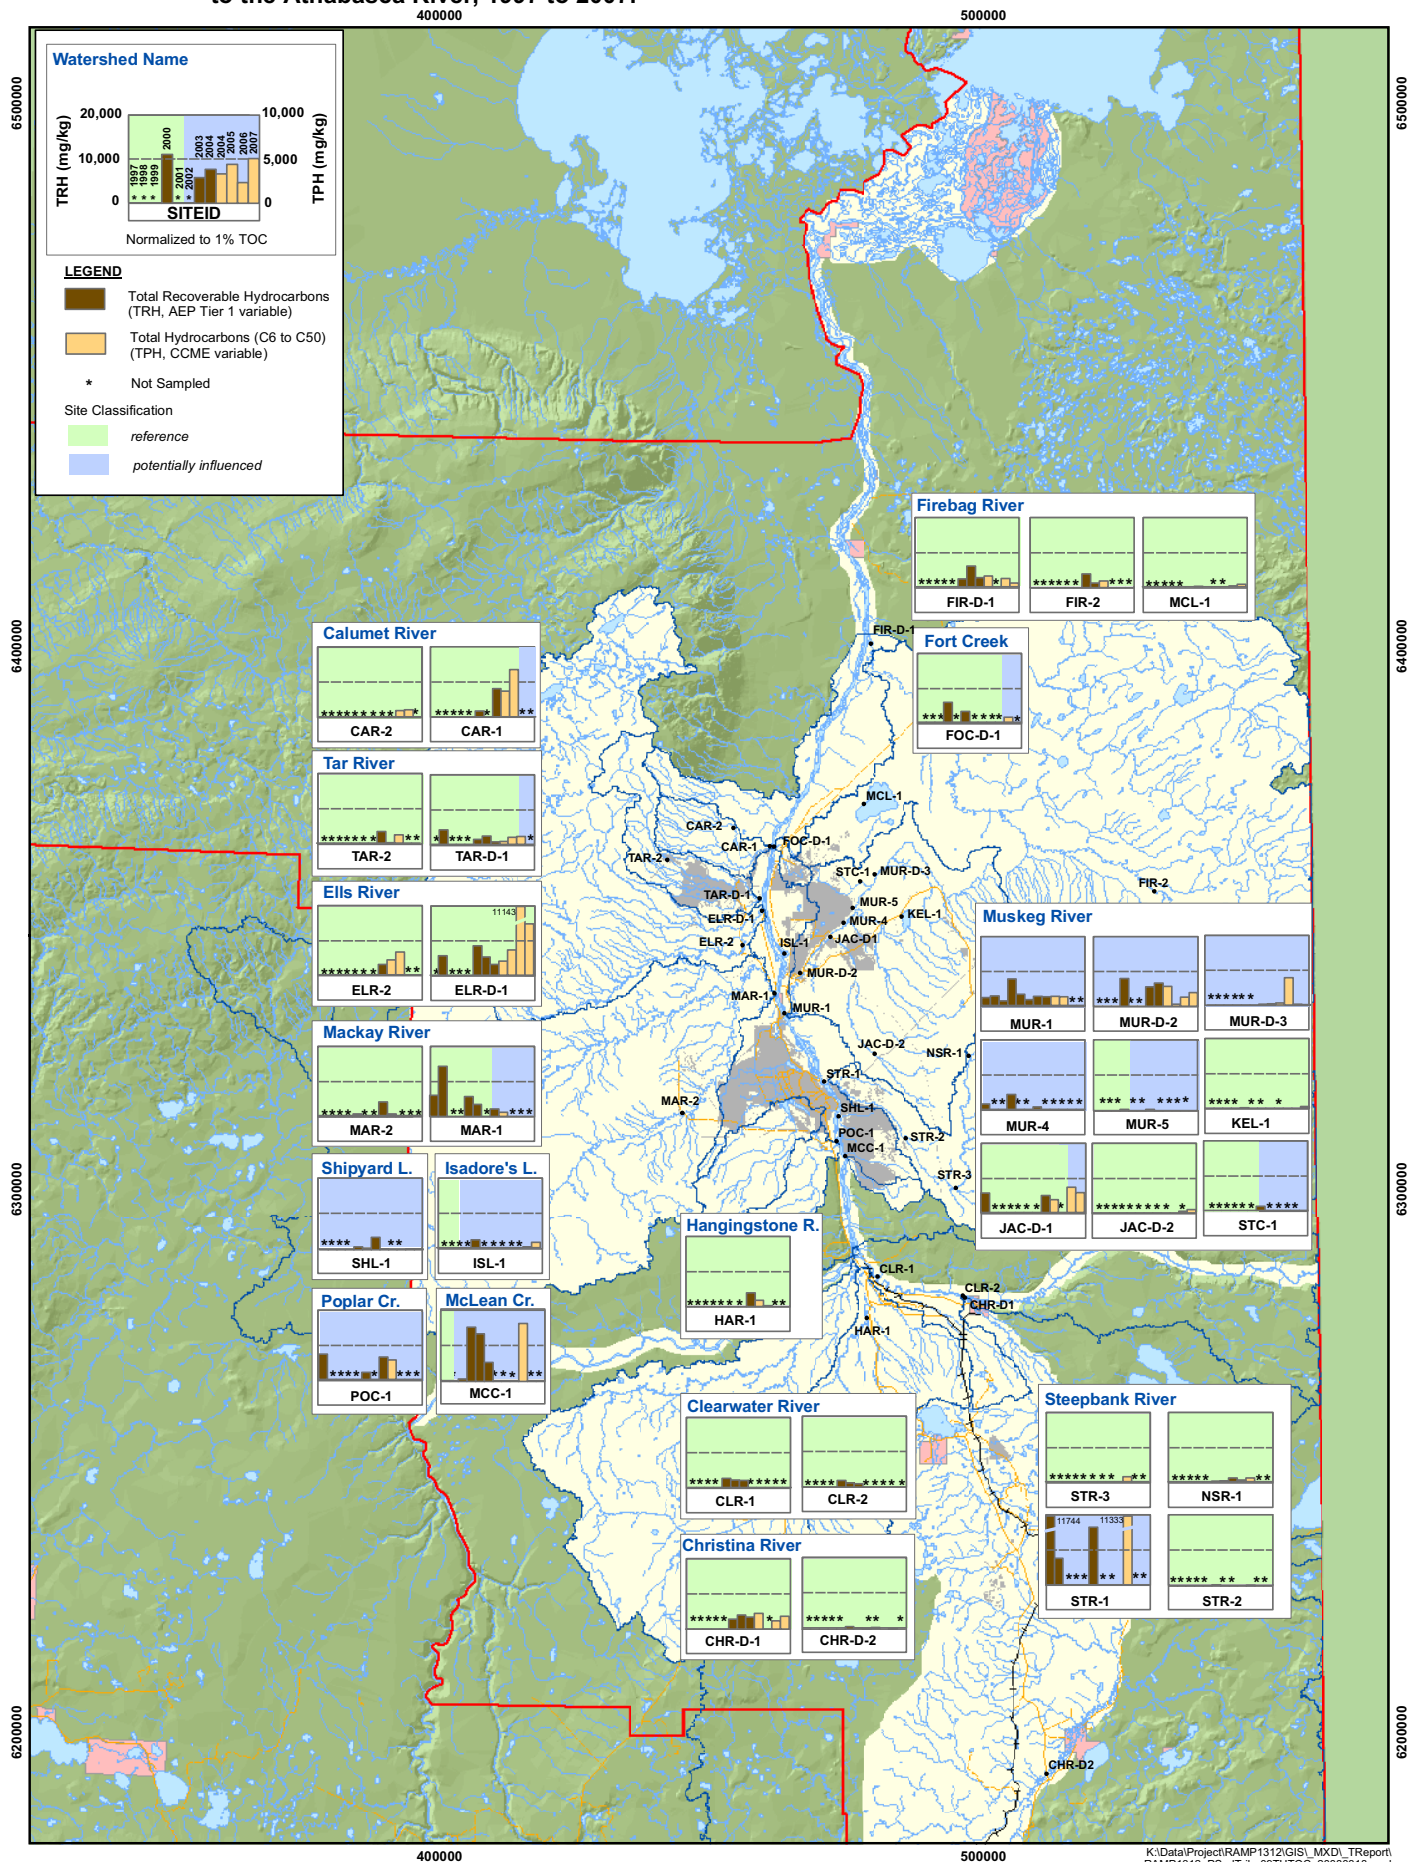 400000
500000
Watershed Name
20,000
10,000
0
TRH (mg/kg)
1997
1998
1999
2000
2001
2002
2003
2004
2004
2005
2006
2007
* * *
*
*
10,000
5,000
0
TPH (mg/kg)
SITEID
Normalized to 1% TOC
LEGEND
Total Recoverable Hydrocarbons
(TRH, AEP Tier 1 variable)
Total Hydrocarbons (C6 to C50)
(TPH, CCME variable)
* Not Sampled
Site Classification
reference
potentially influenced
6500000
6500000
6400000
6400000
6300000
6300000
6200000
6200000
Firebag River
FIR-D-1
FIR-2
MCL-1
Calumet River
CAR-2
CAR-1
Fort Creek
FOC-D-1
Tar River
TAR-2
TAR-D-1
Ells River
11143
ELR-2
ELR-D-1
Mackay River
MAR-2
MAR-1
Shipyard L.
SHL-1
Isadore's L.
ISL-1
Poplar Cr.
POC-1
McLean Cr.
MCC-1
Hangingstone R.
HAR-1
Clearwater River
CLR-1
CLR-2
Christina River
CHR-D-1
CHR-D-2
Muskeg River
MUR-1
MUR-D-2
MUR-D-3
MUR-4
MUR-5
KEL-1
JAC-D-1
JAC-D-2
STC-1
Steepbank River
STR-3
NSR-1
11744
11333
STR-1
STR-2
FIR-D-1
MCL-1
CAR-2
CAR-1
FOC-D-1
TAR-2
STC-1
MUR-D-3
FIR-2
TAR-D-1
MUR-5
ELR-D-1
MUR-4
KEL-1
ELR-2
ISL-1
JAC-D1
MUR-D-2
MAR-1
MUR-1
JAC-D-2
NSR-1
STR-1
MAR-2
SHL-1
POC-1
STR-2
MCC-1
STR-3
CLR-1
CLR-2
CHR-D1
HAR-1
CHR-D2
400000
500000
K:\Data\Project\RAMP1312\GIS\_MXD\_TReport\